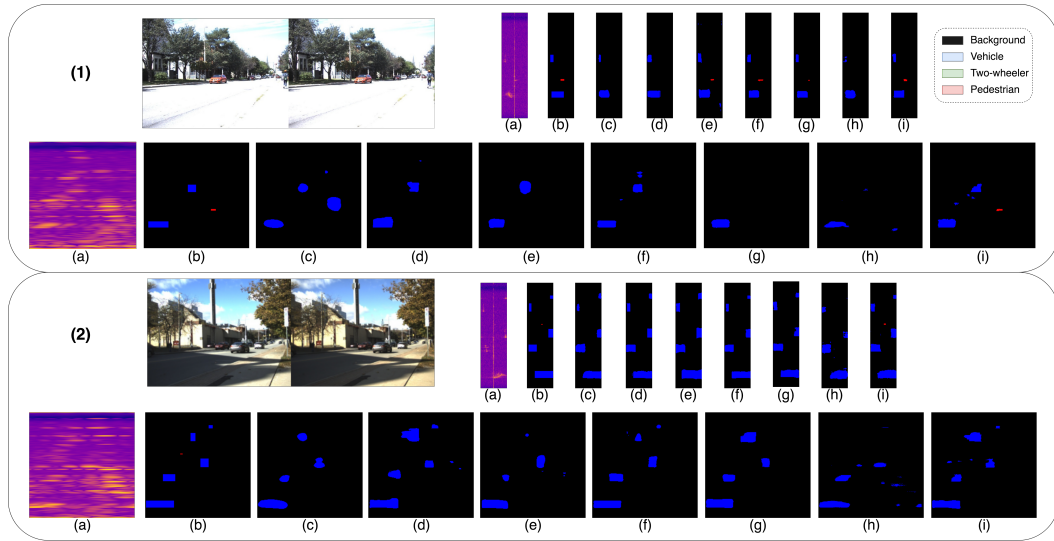 (1)
Background
Vehicle
Two-wheeler
Pedestrian
(a) (b) (c) (d) (e) (f) (g) (h) (i)
(a) (b) (c) (d) (e) (f) (g) (h) (i)
(2)
(a) (b) (c) (d) (e) (f) (g) (h) (i)
(a) (b) (c) (d) (e) (f) (g) (h) (i)